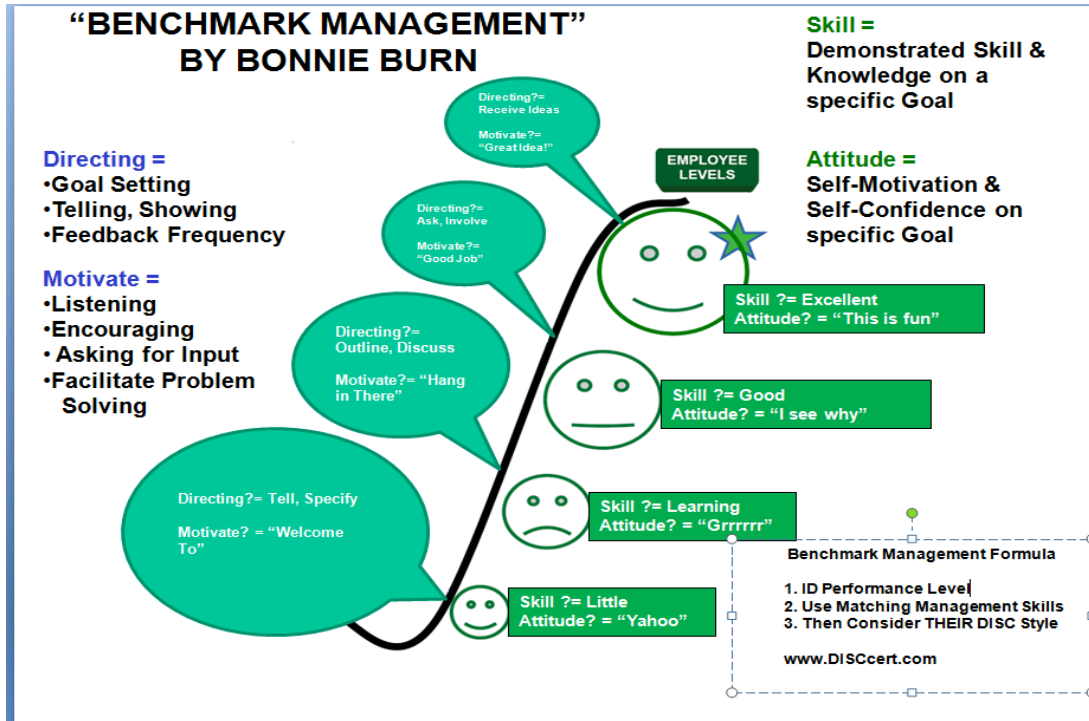 “BENCHMARK MANAGEMENT”
BY BONNIE BURN
Skill =
Demonstrated Skill &
Knowledge on a
specific Goal
Attitude =
Self-Motivation &
Self-Confidence on
specific Goal
Directing =
•Goal Setting
•Telling, Showing
•Feedback Frequency
Motivate =
•Listening
•Encouraging
• Asking for Input
•Facilitate Problem
Solving
Directing?=
Receive Ideas
Motivate?=
“Great Idea!”
EMPLOYEE
LEVELS
Directing?=
Ask, Involve
Motivate?=
“Good Job”
Skill ?= Excellent
Attitude? = “This is fun”
Directing?=
Outline, Discuss
Motivate?= “Hang
in There”
Skill ?= Good
Attitude? = “I see why”
Directing?= Tell, Specify
Motivate? = “Welcome
To”
Skill ?= Learning
Attitude? = “Grrrrrr”
Skill ?= Little
Attitude? = “Yahoo”
Benchmark Management Formula
1. ID Performance Level
2. Use Matching Management Skills
3. Then Consider THEIR DISC Style
www.DISCcert.com